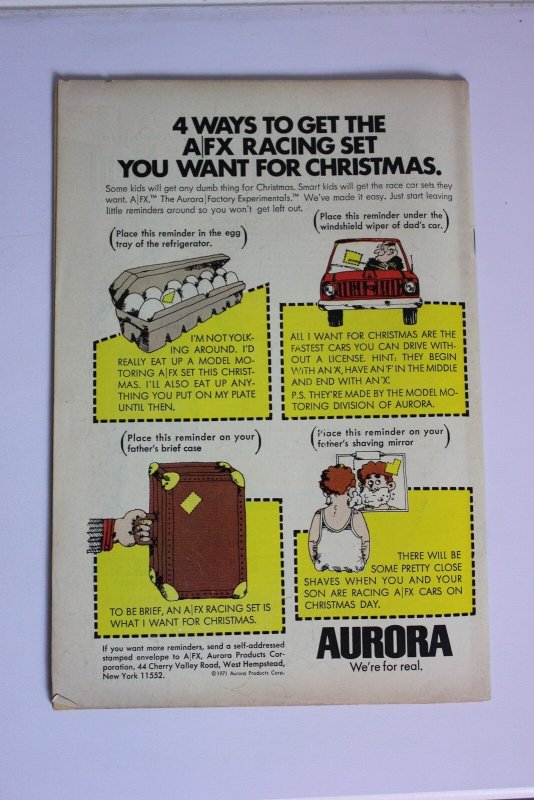 4 WAYS TO GET THE
A|FX RACING SET
YOU WANT FOR CHRISTMAS.
Some kids will get any dumb thing for Christmas. Smart kids will get the race car sets they
want. A|FX.™ The Aurora|Factory Experimentals.™ We've made it easy. Just start leaving
little reminders around so you won't get left out.
(Place this reminder in the egg
tray of the refrigerator.)
I'M NOT YOLK-
ING AROUND. I'D
REALLY EAT UP A MODEL MO-
TORING A|FX SET THIS CHRIST-
MAS. I'LL ALSO EAT UP ANY-
THING YOU PUT ON MY PLATE
UNTIL THEN.
(Place this reminder under the
windshield wiper of dad's car.)
ALL I WANT FOR CHRISTMAS ARE THE
FASTEST CARS YOU CAN DRIVE WITH-
OUT A LICENSE. HINT: THEY BEGIN
WITH AN 'A', HAVE AN 'F' IN THE MIDDLE
AND END WITH AN 'X'.
P.S. THEY'RE MADE BY THE MODEL MO-
TORING DIVISION OF AURORA.
(Place this reminder on your
father's brief case)
TO BE BRIEF, AN A|FX RACING SET IS
WHAT I WANT FOR CHRISTMAS.
(Place this reminder on your
father's shaving mirror)
THERE WILL BE
SOME PRETTY CLOSE
SHAVES WHEN YOU AND YOUR
SON ARE RACING A|FX CARS ON
CHRISTMAS DAY.
If you want more reminders, send a self-addressed
stamped envelope to A|FX, Aurora Products Cor-
poration, 44 Cherry Valley Road, West Hempstead,
New York 11552.
©1971 Aurora Products Corp.
AURORA
We're for real.